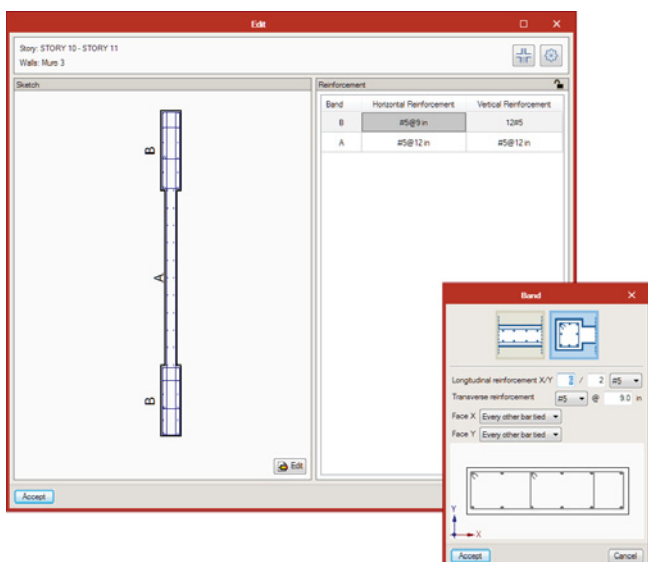 Edit
Story: STORY 10 - STORY 11
Walls: Muro 3
Sketch
B
A
B
Edit
Accept
Reinforcement
Band Horizontal Reinforcement Vertical Reinforcement
B #5@9 in 12#5
A #5@12 in #5@12 in
Band
Longitudinal reinforcement X/Y / 2 #5
Transverse reinforcement #5 @ 9.0 in
Face X Every other bar tied
Face Y Every other bar tied
Y
X
Accept Cancel